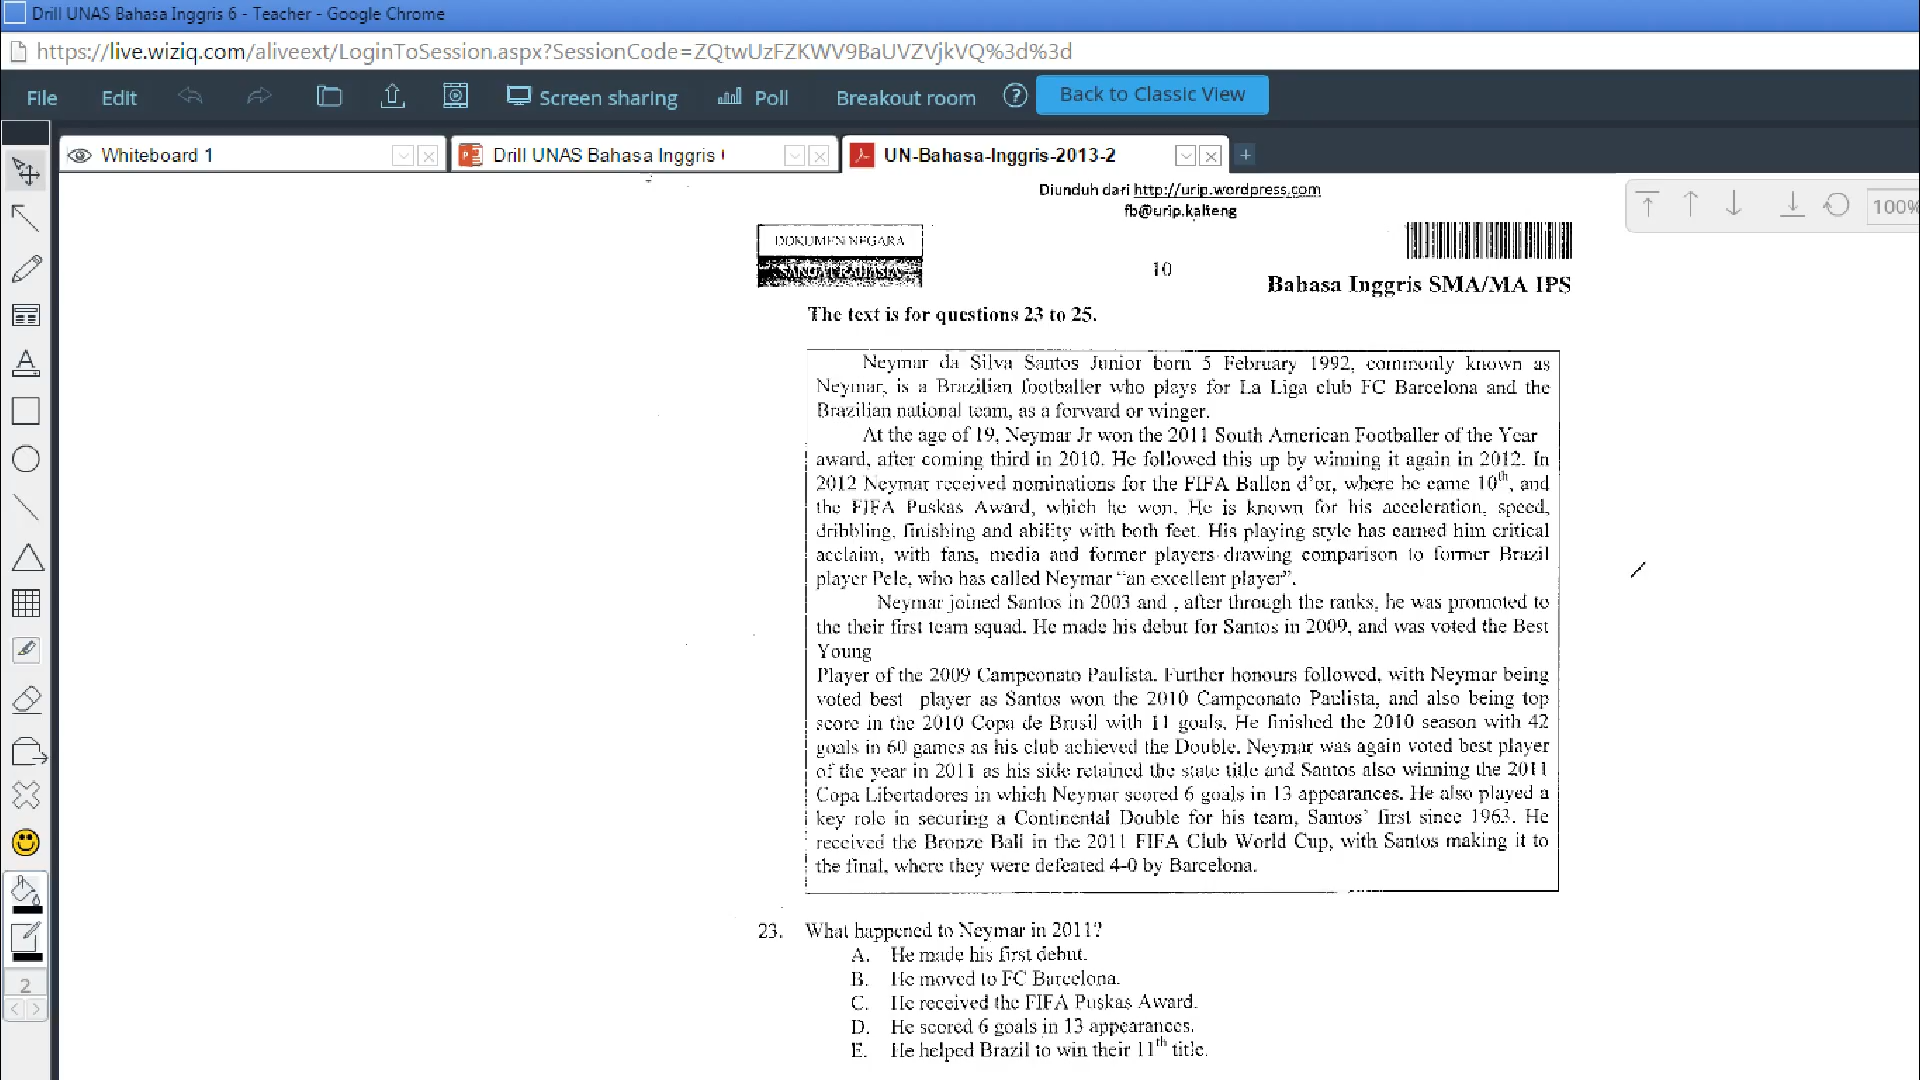 Drill UNAS Bahasa Inggris 6 - Teacher - Google Chrome
https://live.wiziq.com/aliveext/LoginToSession.aspx?SessionCode=ZQtwUzFZKWV9BaUVZVjkVQ%3d%3d
File Edit Screen sharing Poll Breakout room ? Back to Classic View
Whiteboard 1 Drill UNAS Bahasa Inggris UN-Bahasa-Inggris-2013-2 +
Diunduh dari http://urip.wordpress.com
fb@urip.kalteng
100%
DOKUMEN NEGARA
SANGAT RAHASIA
10
Bahasa Inggris SMA/MA IPS
The text is for questions 23 to 25.
Neymar da Silva Santos Junior born 5 February 1992, commonly known as
Neymar, is a Brazilian footballer who plays for La Liga club FC Barcelona and the
Brazilian national team, as a forward or winger.
At the age of 19, Neymar Jr won the 2011 South American Footballer of the Year
award, after coming third in 2010. He followed this up by winning it again in 2012. In
2012 Neymar received nominations for the FIFA Ballon d'or, where he came 10th, and
the FIFA Puskas Award, which he won. He is known for his acceleration, speed,
dribbling, finishing and ability with both feet. His playing style has earned him critical
acclaim, with fans, media and former players drawing comparison to former Brazil
player Pele, who has called Neymar "an excellent player".
Neymar joined Santos in 2003 and , after through the ranks, he was promoted to
the their first team squad. He made his debut for Santos in 2009, and was voted the Best
Young
Player of the 2009 Campeonato Paulista. Further honours followed, with Neymar being
voted best player as Santos won the 2010 Campeonato Paulista, and also being top
score in the 2010 Copa de Brasil with 11 goals. He finished the 2010 season with 42
goals in 60 games as his club achieved the Double. Neymar was again voted best player
of the year in 2011 as his side retained the state title and Santos also winning the 2011
Copa Libertadores in which Neymar scored 6 goals in 13 appearances. He also played a
key role in securing a Continental Double for his team, Santos' first since 1963. He
received the Bronze Ball in the 2011 FIFA Club World Cup, with Santos making it to
the final, where they were defeated 4-0 by Barcelona.
23. What happened to Neymar in 2011?
A. He made his first debut.
B. He moved to FC Barcelona.
C. He received the FIFA Puskas Award.
D. He scored 6 goals in 13 appearances.
E. He helped Brazil to win their 11th title.
2